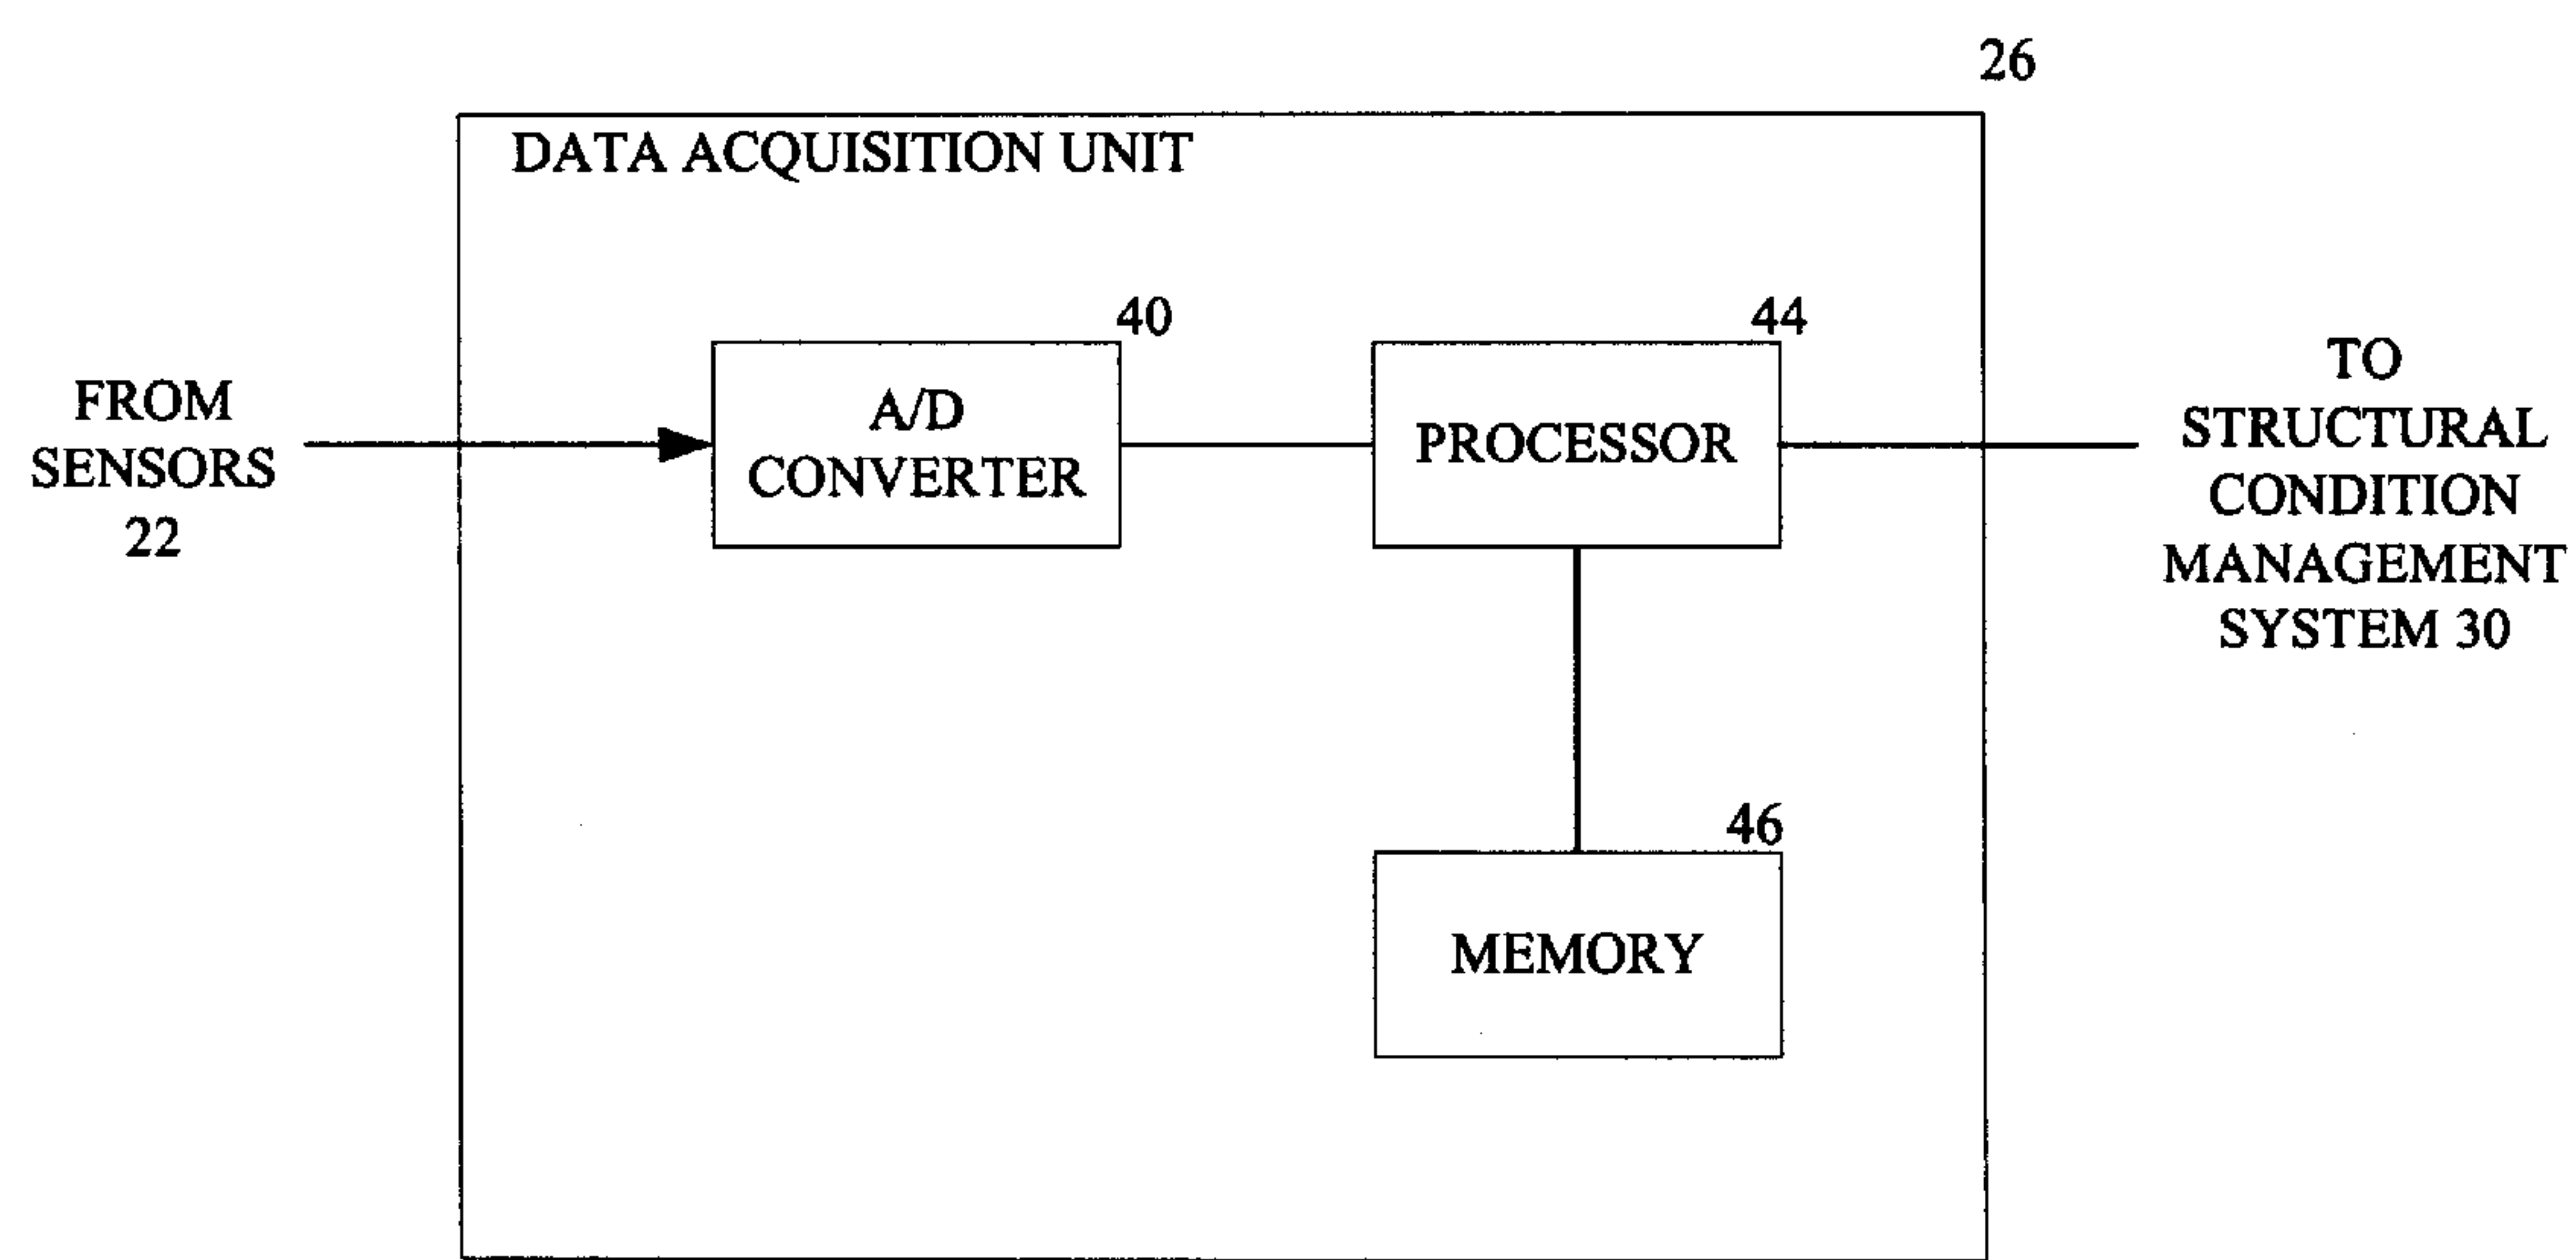 26
DATA ACQUISITION UNIT
FROM
SENSORS
22
40
A/D
CONVERTER
44
PROCESSOR
46
MEMORY
TO
STRUCTURAL
CONDITION
MANAGEMENT
SYSTEM 30